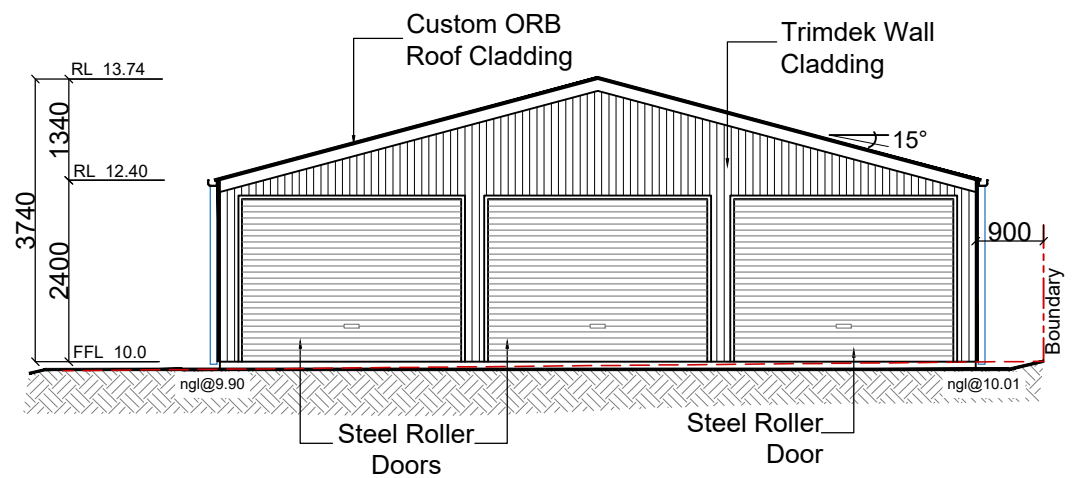 Custom ORB
Roof Cladding
Trimdek Wall
Cladding
RL 13.74
1340
15°
RL 12.40
3740
2400
900
Boundary
FFL 10.0
ngl@9.90
ngl@10.01
Steel Roller
Doors
Steel Roller
Door